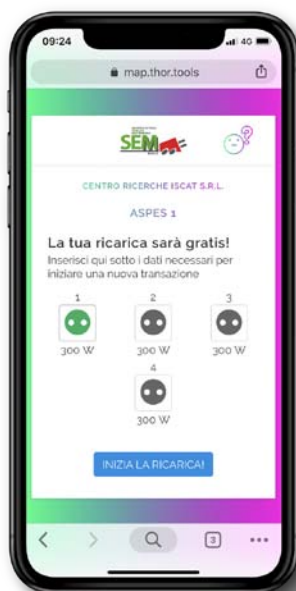 09:24
4G
map.thor.tools
SEM
CENTRO RICERCHE ISCAT S.R.L.
ASPES 1
La tua ricarica sarà gratis!
Inserisci qui sotto i dati necessari per
iniziare una nuova transazione
1 2 3
300 W 300 W 300 W
4
300 W
INIZIA LA RICARICA!
3